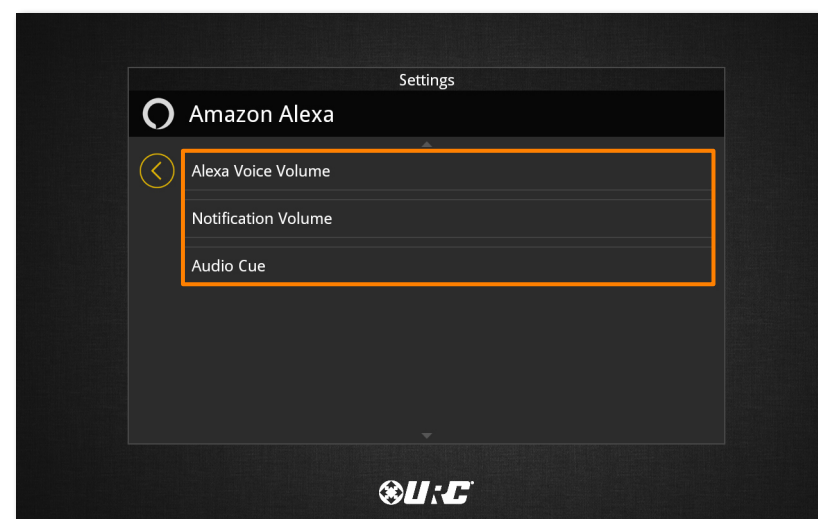 Settings
Amazon Alexa
Alexa Voice Volume
Notification Volume
Audio Cue
URC